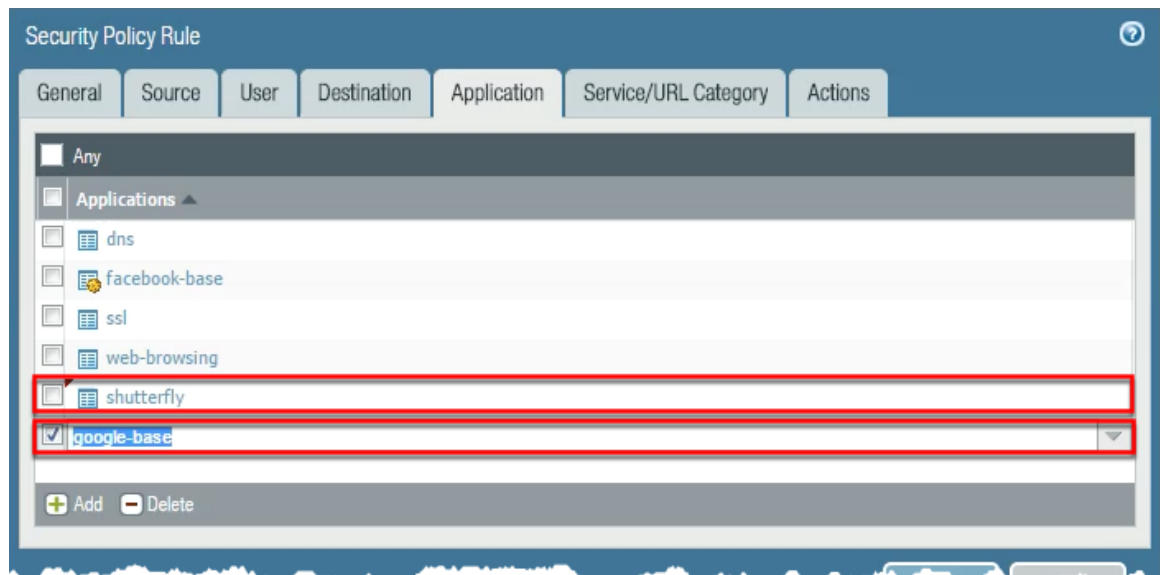 Security Policy Rule
General Source User Destination Application Service/URL Category Actions
Any
Applications
dns
facebook-base
ssl
web-browsing
shutterfly
google-base
Add Delete